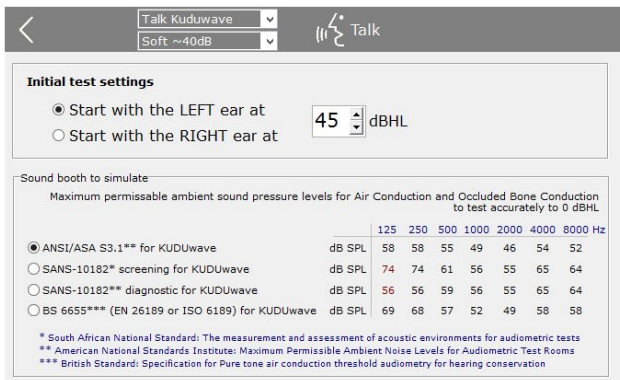 Talk Kuduwave
Soft ~40dB
Talk
Initial test settings
Start with the LEFT ear at
Start with the RIGHT ear at
45 dBHL
Sound booth to simulate
Maximum permissable ambient sound pressure levels for Air Conduction and Occluded Bone Conduction
to test accurately to 0 dBHL
125 250 500 1000 2000 4000 8000 Hz
ANSI/ASA S3.1** for KUDUwave dB SPL 58 58 55 49 46 54 52
SANS-10182* screening for KUDUwave dB SPL 74 74 61 56 55 65 64
SANS-10182** diagnostic for KUDUwave dB SPL 56 56 59 56 55 65 64
BS 6655*** (EN 26189 or ISO 6189) for KUDUwave dB SPL 69 68 57 52 49 58 58
* South African National Standard: The measurement and assessment of acoustic environments for audiometric tests
** American National Standards Institute: Maximum Permissible Ambient Noise Levels for Audiometric Test Rooms
*** British Standard: Specification for Pure tone air conduction threshold audiometry for hearing conservation